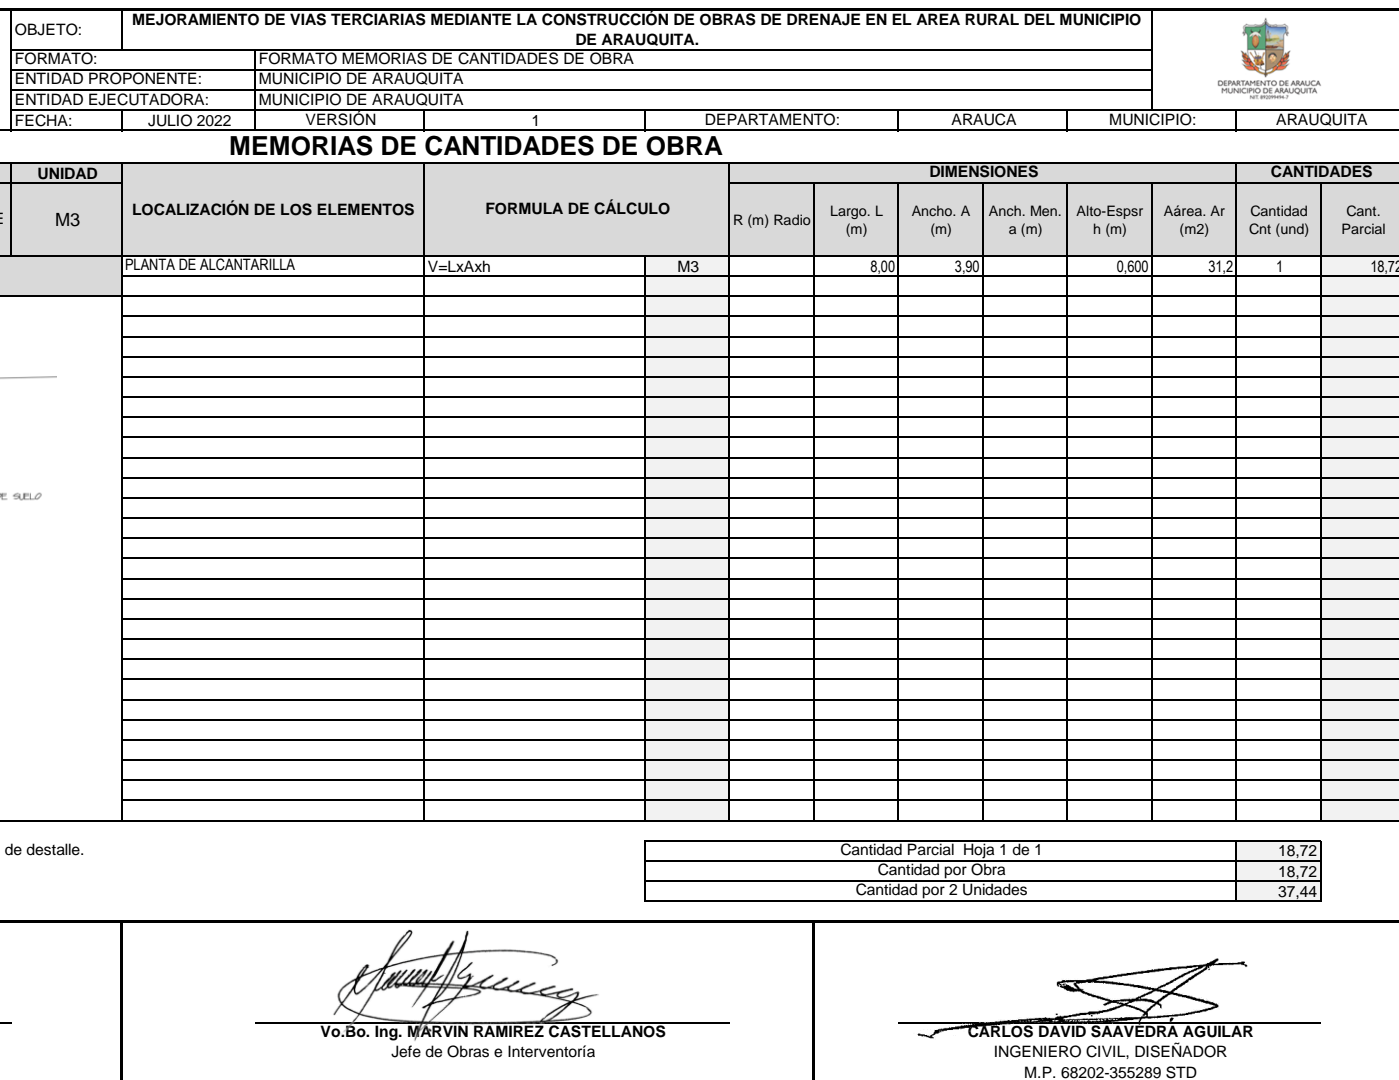 OBJETO:
MEJORAMIENTO DE VIAS TERCIARIAS MEDIANTE LA CONSTRUCCIÓN DE OBRAS DE DRENAJE EN EL AREA RURAL DEL MUNICIPIO
DE ARAUQUITA.
FORMATO: FORMATO MEMORIAS DE CANTIDADES DE OBRA
ENTIDAD PROPONENTE: MUNICIPIO DE ARAUQUITA
ENTIDAD EJECUTADORA: MUNICIPIO DE ARAUQUITA
DEPARTAMENTO DE ARAUCA
MUNICIPIO DE ARAUQUITA
FECHA: JULIO 2022 VERSIÓN 1 DEPARTAMENTO: ARAUCA MUNICIPIO: ARAUQUITA
MEMORIAS DE CANTIDADES DE OBRA
UNIDAD DIMENSIONES CANTIDADES
E M3 LOCALIZACIÓN DE LOS ELEMENTOS FORMULA DE CÁLCULO R (m) Radio Largo. L (m) Ancho. A (m) Anch. Men. a (m) Alto-Espsr h (m) Aárea. Ar (m2) Cantidad Cnt (und) Cant. Parcial
PLANTA DE ALCANTARILLA V=LxAxh M3 8,00 3,90 0,600 31,2 1 18,72
DE SUELO
de destalle.
Cantidad Parcial Hoja 1 de 1 18,72
Cantidad por Obra 18,72
Cantidad por 2 Unidades 37,44
Vo.Bo. Ing. MARVIN RAMIREZ CASTELLANOS
Jefe de Obras e Interventoría
CARLOS DAVID SAAVEDRA AGUILAR
INGENIERO CIVIL, DISEÑADOR
M.P. 68202-355289 STD